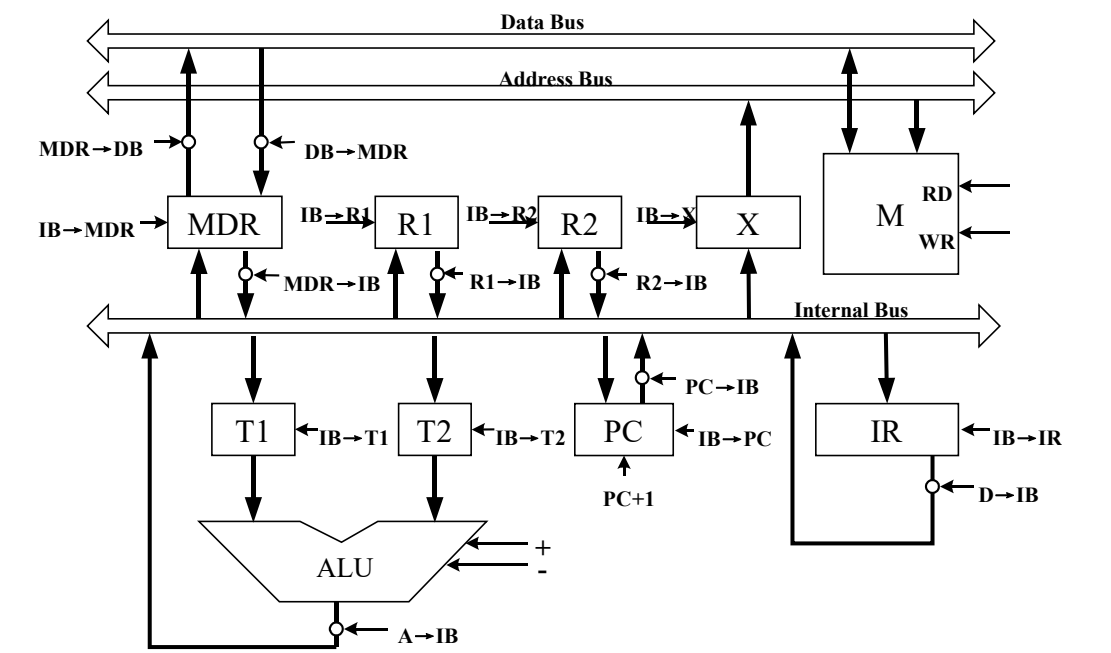 Data Bus
Address Bus
MDR→DB
DB→MDR
IB→MDR
MDR
IB→R1
R1
IB→R2
R2
IB→X
X
M
RD
WR
MDR→IB
R1→IB
R2→IB
Internal Bus
PC→IB
T1
IB→T1
T2
IB→T2
PC
IB→PC
IR
IB→IR
PC+1
D→IB
ALU
+
-
A→IB